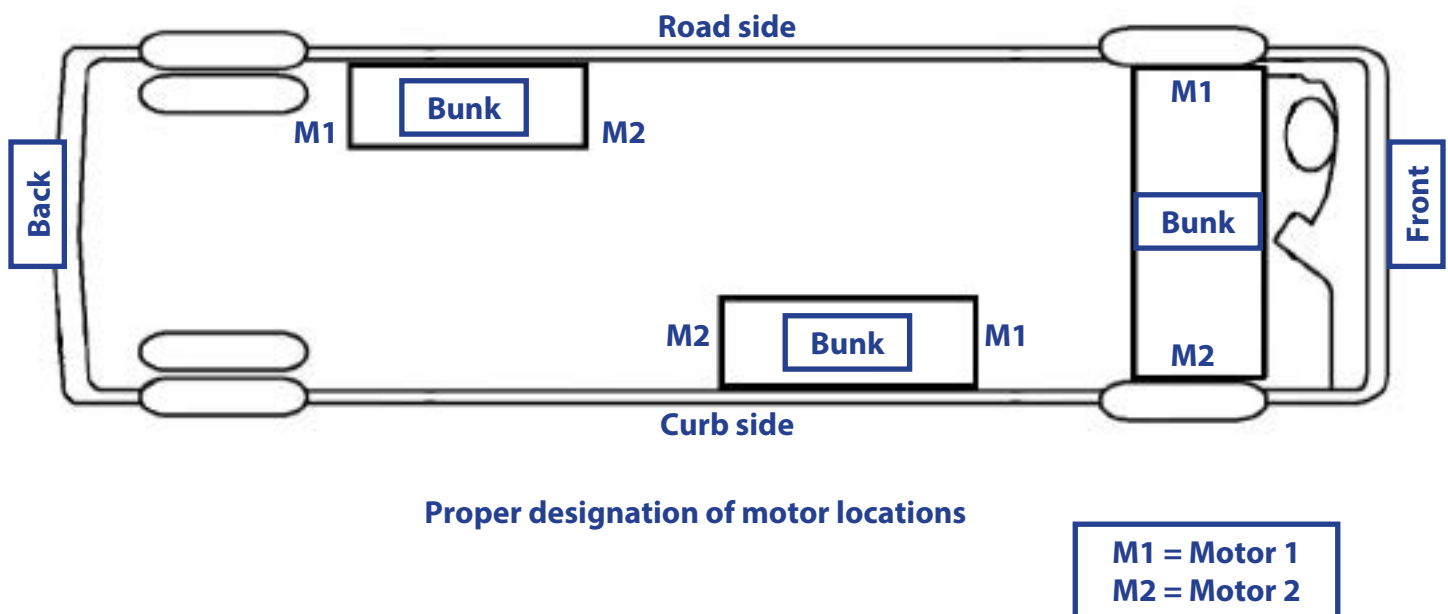 Road side
M1
Bunk
M1
M2
Back
Front
Bunk
M2
Bunk
M1
M2
Curb side
Proper designation of motor locations
M1 = Motor 1
M2 = Motor 2